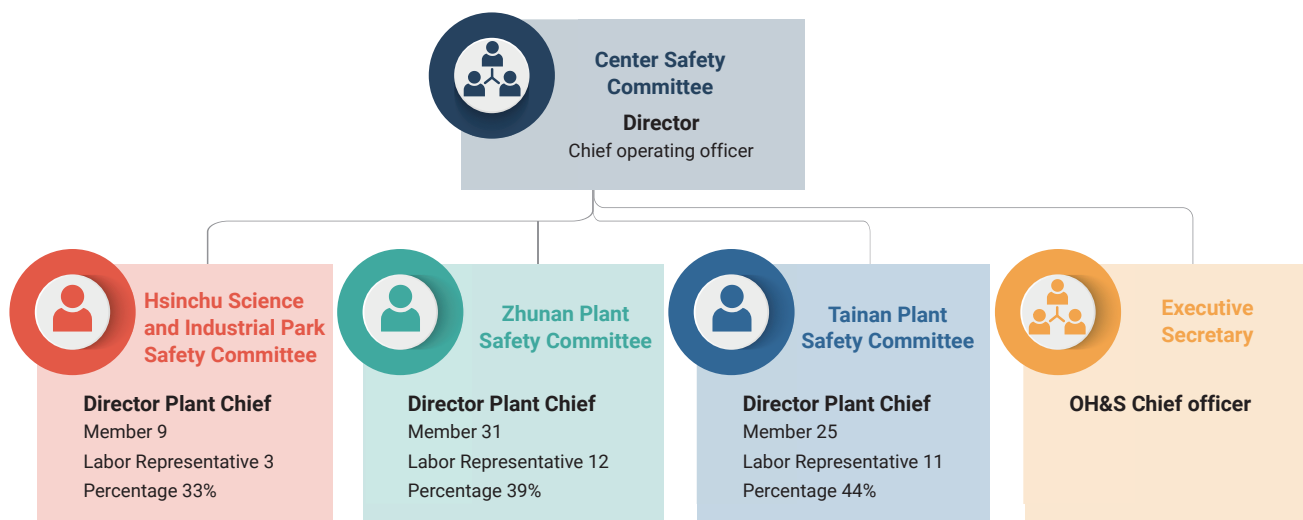 Center Safety
Committee
Director
Chief operating officer
Hsinchu Science
and Industrial Park
Safety Committee
Director Plant Chief
Member 9
Labor Representative 3
Percentage 33%
Zhunan Plant
Safety Committee
Director Plant Chief
Member 31
Labor Representative 12
Percentage 39%
Tainan Plant
Safety Committee
Director Plant Chief
Member 25
Labor Representative 11
Percentage 44%
Executive
Secretary
OH&S Chief officer